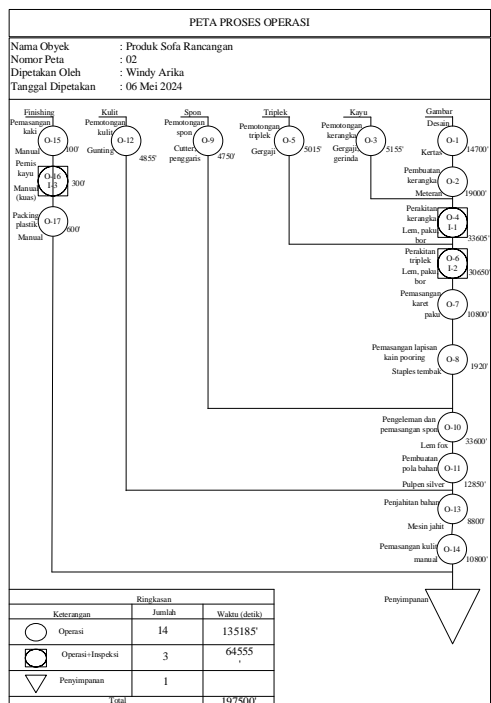 PETA PROSES OPERASI
Nama Obyek : Produk Sofa Rancangan
Nomor Peta : 02
Dipetakan Oleh : Windy Arika
Tanggal Dipetakan : 06 Mei 2024
Finishing
Pemasangan
kaki
O-15
100'
Manual
Pernis
kayu
O-16
I-3
300'
Manual
(kuas)
Packing
plastik
O-17
600'
Manual
Kulit
Pemotongan
kulit
O-12
Gunting
4855'
Spon
Pemotongan
spon
O-9
Cutter,
penggaris
4750'
Triplek
Pemotongan
triplek
O-5
Gergaji
5015'
Kayu
Pemotongan
kerangka
O-3
Gergaji,
gerinda
5155'
Gambar
Desain
O-1
Kertas
14700'
Pembuatan
kerangka
O-2
Meteran
19000'
Perakitan
kerangka
O-4
I-1
Lem, paku
bor
33605'
Perakitan
triplek
O-6
I-2
Lem, paku
bor
30650'
Pemasangan
karet
O-7
paku
10800'
Pemasangan lapisan
kain pooring
O-8
Staples tembak
1920'
Pengeleman dan
pemasangan spon
O-10
Lem fox
33600'
Pembuatan
pola bahan
O-11
Pulpen silver
12850'
Penjahitan bahan
O-13
Mesin jahit
8800'
Pemasangan kulit
O-14
manual
10800'
Penyimpanan
Ringkasan
Keterangan Jumlah Waktu (detik)
Operasi 14 135185'
Operasi+Inspeksi 3 64555
'
Penyimpanan 1
Total 197500'